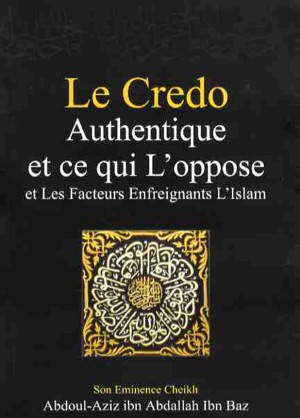 Le Credo
Authentique
et ce qui L'oppose
et Les Facteurs Enfreignants L'Islam
Son Eminence Cheikh
Abdoul-Aziz ibn Abdallah Ibn Baz